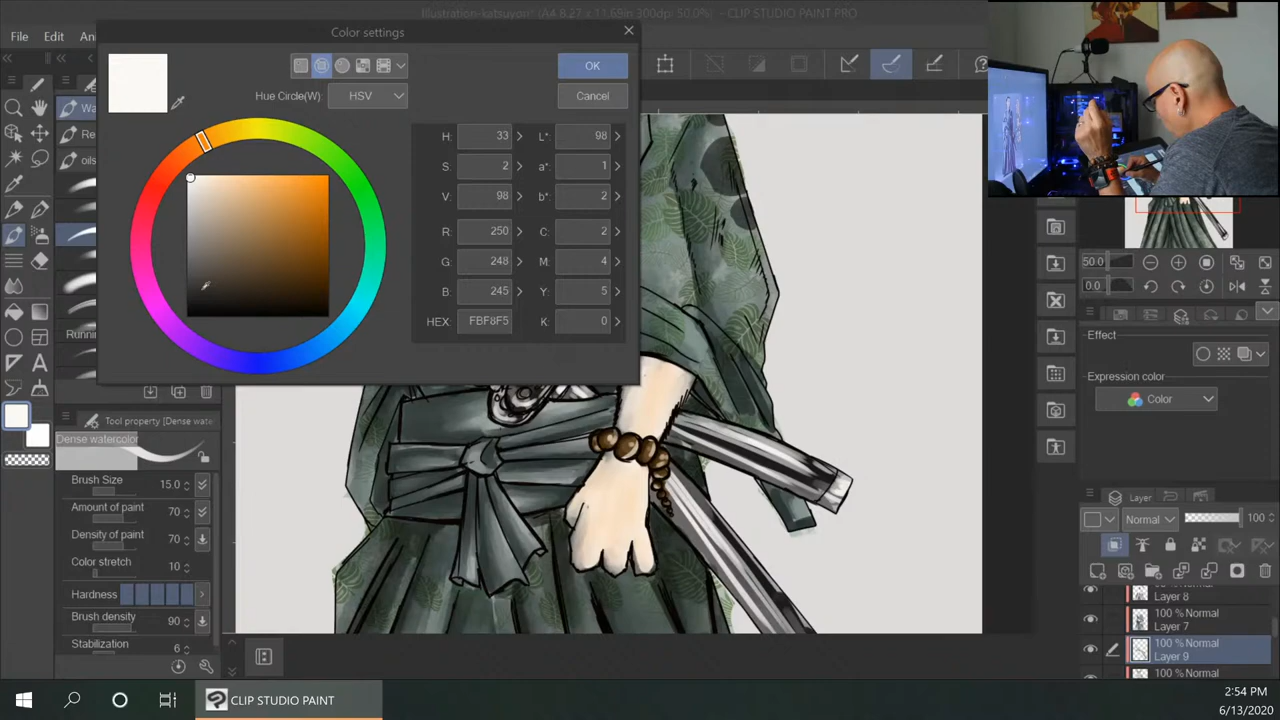 Illustration-katsuyori* (A4 8.27 x 11.69in 300dpi 50.0%) - CLIP STUDIO PAINT PRO
File Edit
Color settings
OK
Hue Circle(W) HSV Cancel
H: 33 L* 98
S: 2 a* 1
V: 98 b* 2
R: 250 C: 2
G: 248 M: 4
B: 245 Y: 5
HEX: FBF8F5 K: 0
oils
Running
50.0
0.0
Effect
Expression color
Color
Tool property [Dense wate
Dense watercolor
Brush Size 15.0
Amount of paint 70
Density of paint 70
Color stretch 10
Hardness
Brush density 90
Stabilization 6
Layer
Normal 100
Layer 8
100 % Normal
Layer 7
100 % Normal
Layer 9
100 % Normal
CLIP STUDIO PAINT
2:54 PM
6/13/2020